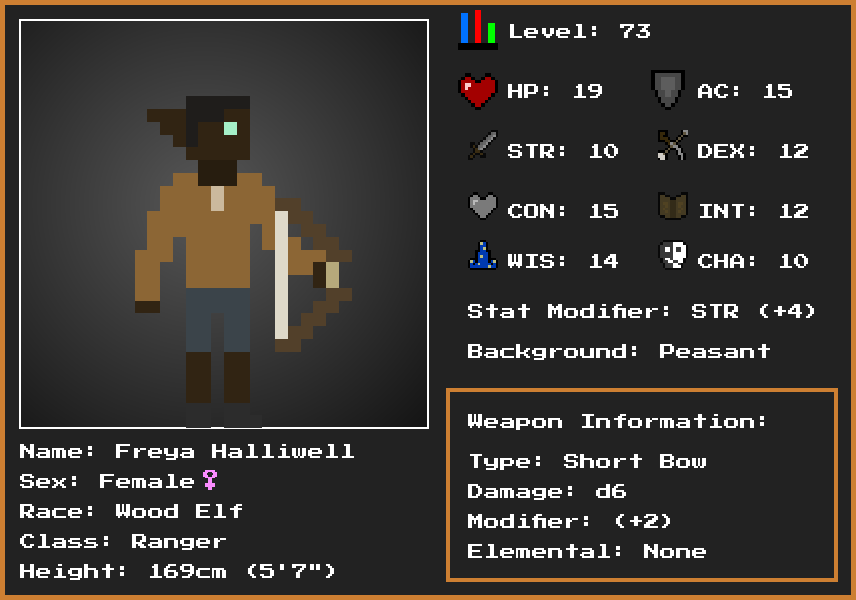 Level: 73
HP: 19 AC: 15
STR: 10 DEX: 12
CON: 15 INT: 12
WIS: 14 CHA: 10
Stat Modifier: STR (+4)
Background: Peasant
Weapon Information:
Type: Short Bow
Damage: d6
Modifier: (+2)
Elemental: None
Name: Freya Halliwell
Sex: Female♀
Race: Wood Elf
Class: Ranger
Height: 169cm (5'7")